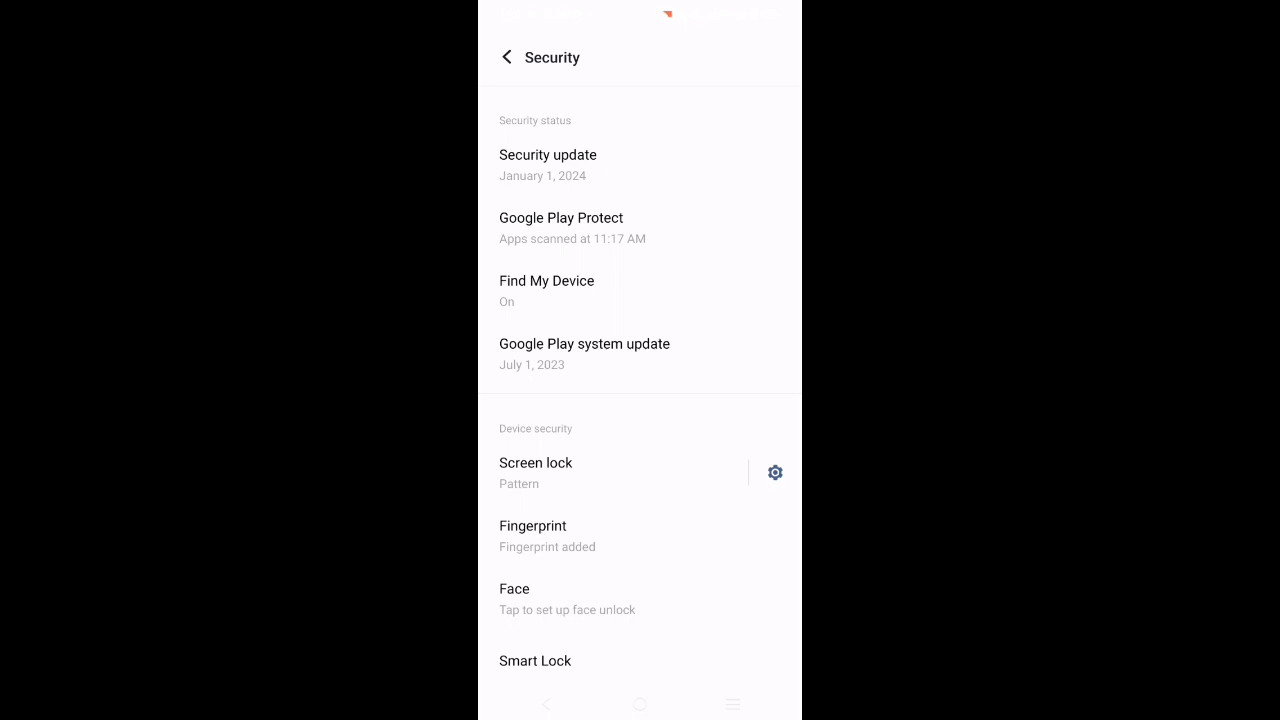 Security
Security status
Security update
January 1, 2024
Google Play Protect
Apps scanned at 11:17 AM
Find My Device
On
Google Play system update
July 1, 2023
Device security
Screen lock
Pattern
Fingerprint
Fingerprint added
Face
Tap to set up face unlock
Smart Lock